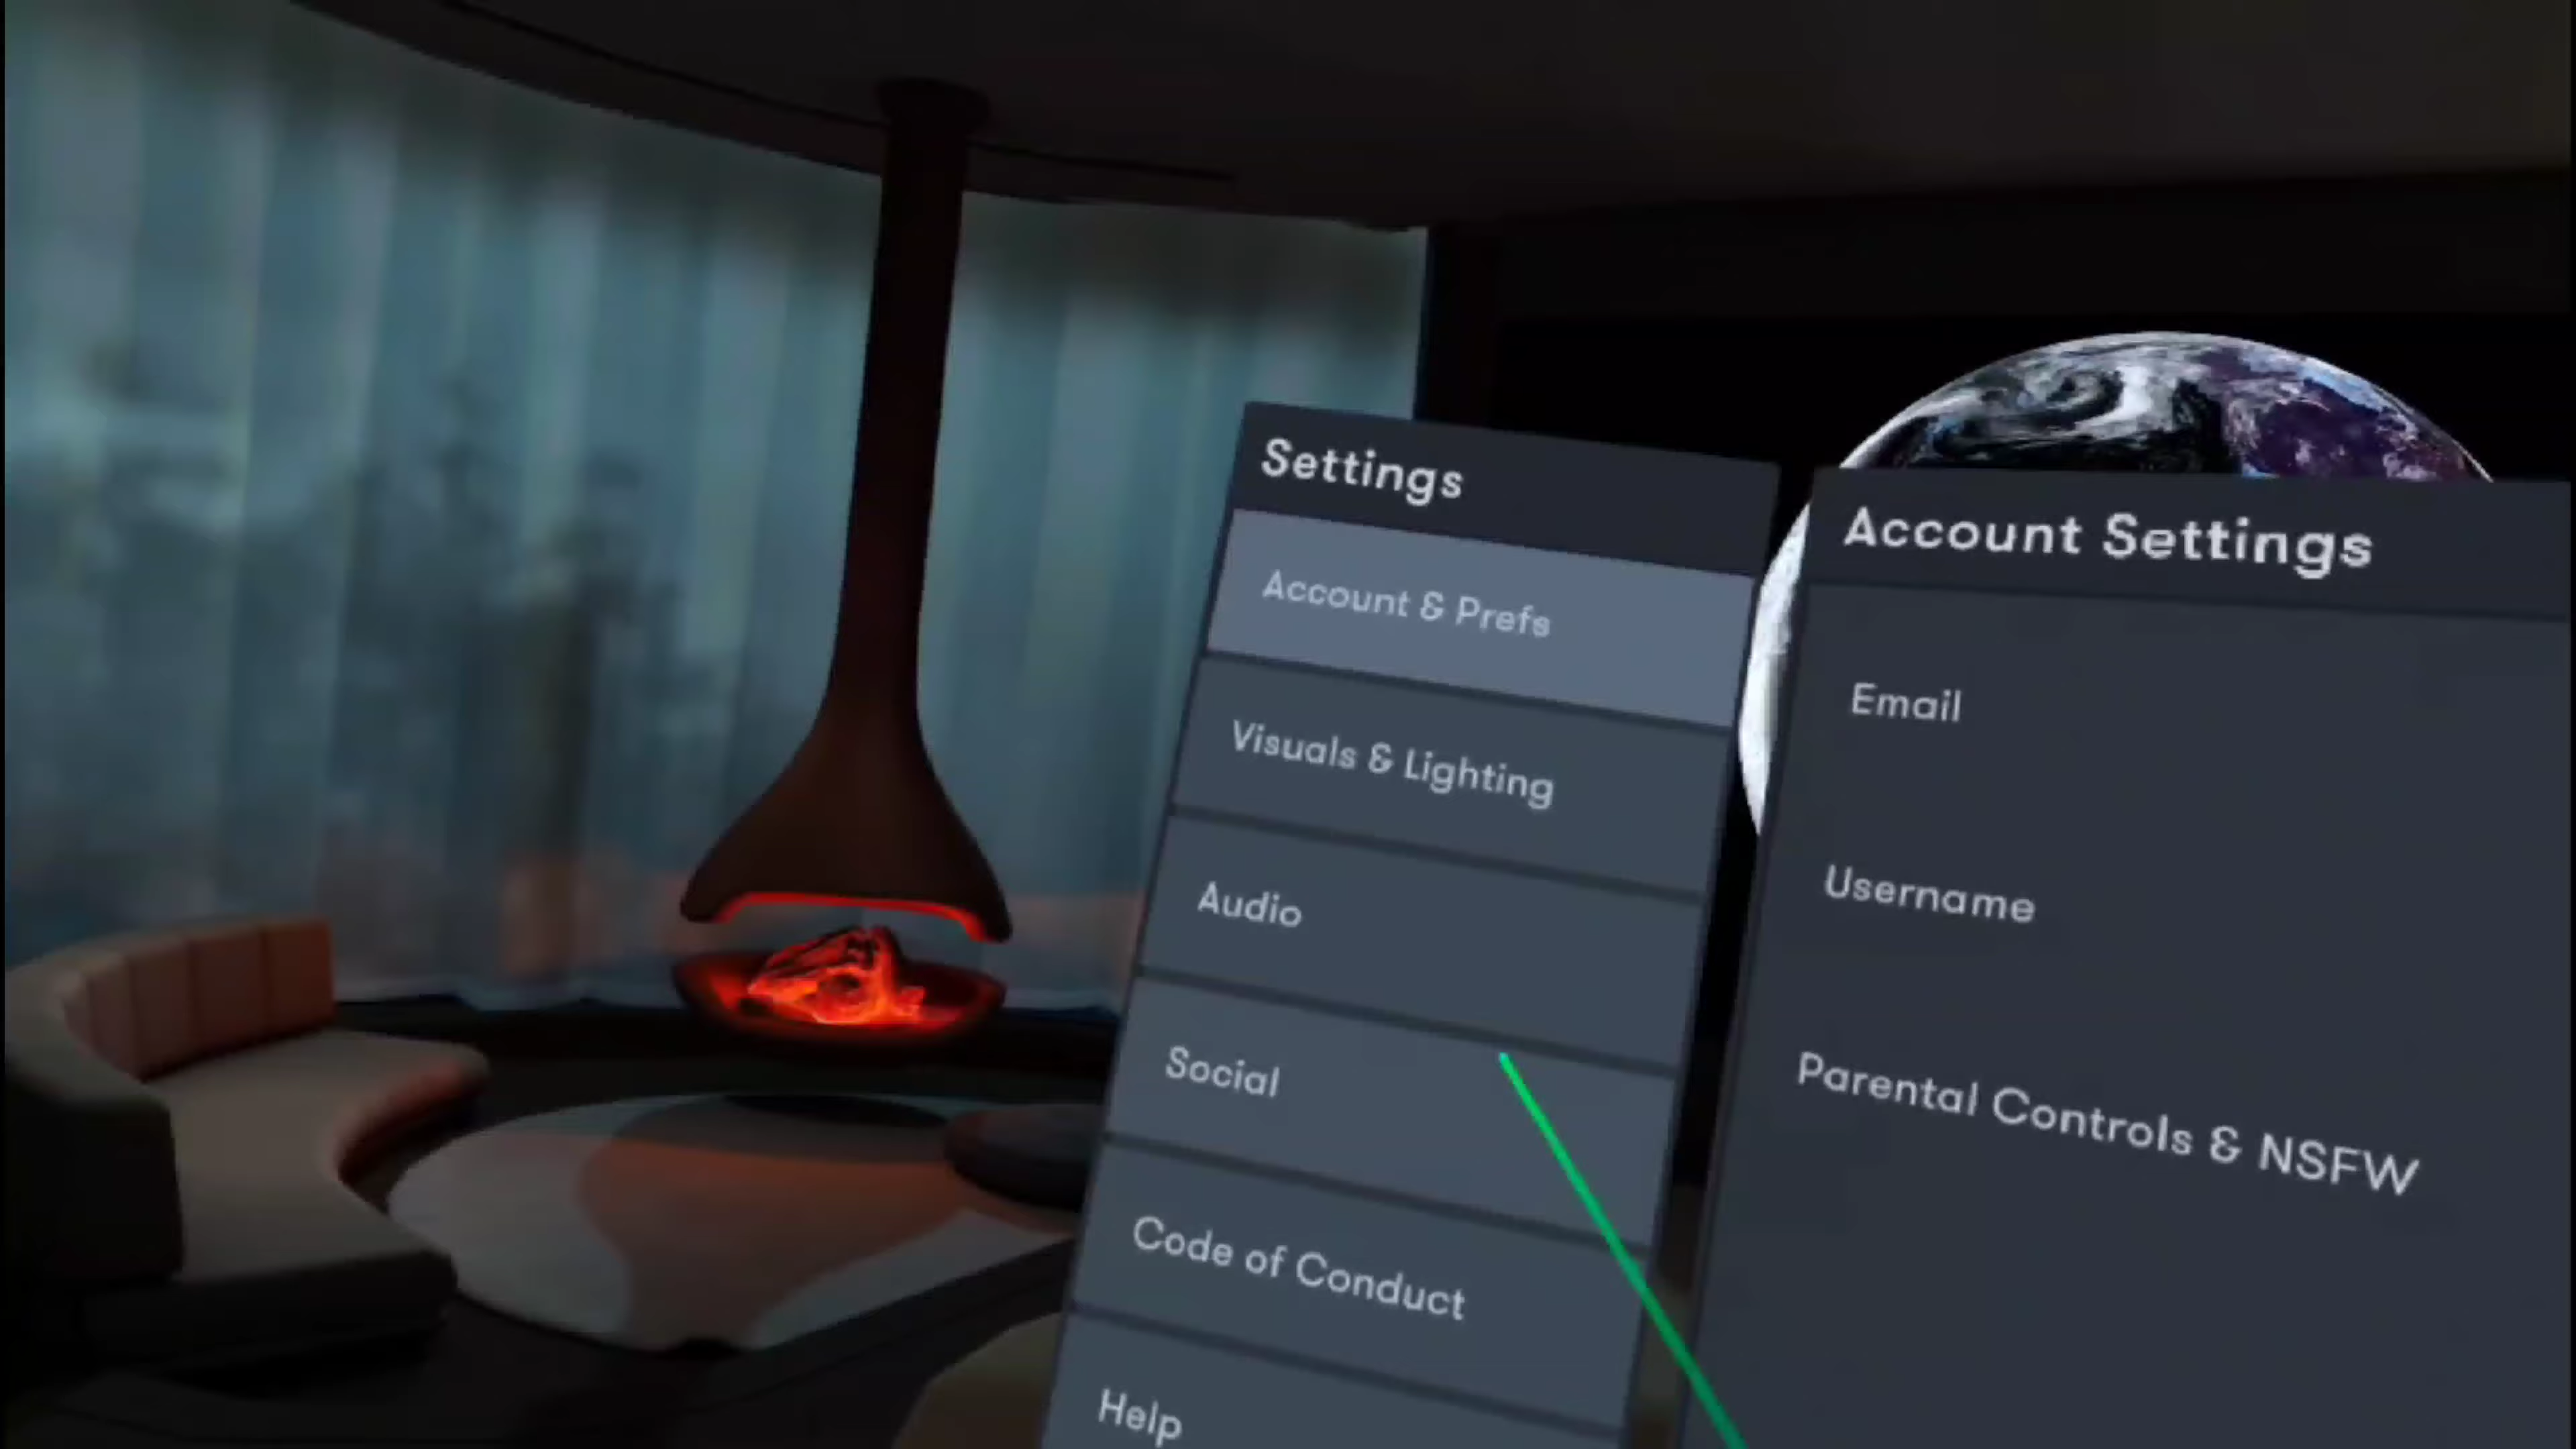 Settings
Account & Prefs
Visuals & Lighting
Audio
Social
Code of Conduct
Help
Account Settings
Email
Username
Parental Controls & NSFW